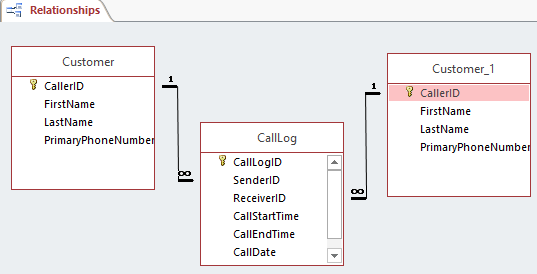 Relationships
Customer
CallerID
FirstName
LastName
PrimaryPhoneNumber
1
∞
CallLog
CallLogID
SenderID
ReceiverID
CallStartTime
CallEndTime
CallDate
1
∞
Customer_1
CallerID
FirstName
LastName
PrimaryPhoneNumber